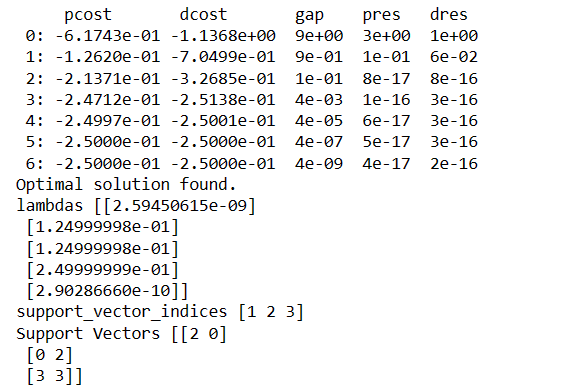 pcost dcost gap pres dres
0: -6.1743e-01 -1.1368e+00 9e+00 3e+00 1e+00
1: -1.2620e-01 -7.0499e-01 9e-01 1e-01 6e-02
2: -2.1371e-01 -3.2685e-01 1e-01 8e-17 8e-16
3: -2.4712e-01 -2.5138e-01 4e-03 1e-16 3e-16
4: -2.4997e-01 -2.5001e-01 4e-05 6e-17 3e-16
5: -2.5000e-01 -2.5000e-01 4e-07 5e-17 3e-16
6: -2.5000e-01 -2.5000e-01 4e-09 4e-17 2e-16
Optimal solution found.
lambdas [[2.59450615e-09]
[1.24999998e-01]
[1.24999998e-01]
[2.49999999e-01]
[2.90286660e-10]]
support_vector_indices [1 2 3]
Support Vectors [[2 0]
[0 2]
[3 3]]